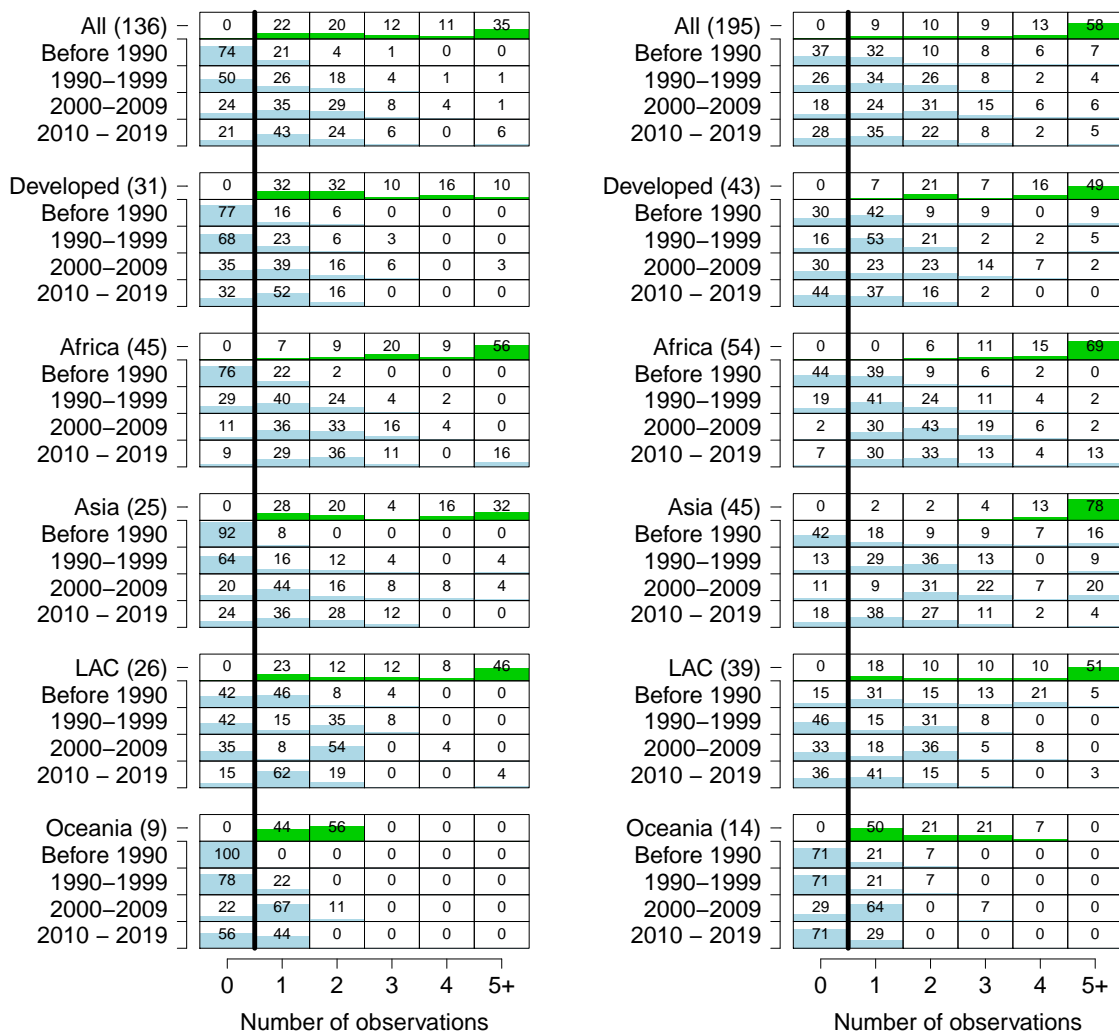 All (136) 0 22 20 12 11 35
Before 1990 74 21 4 1 0 0
1990−1999 50 26 18 4 1 1
2000−2009 24 35 29 8 4 1
2010 − 2019 21 43 24 6 0 6
Developed (31) 0 32 32 10 16 10
Before 1990 77 16 6 0 0 0
1990−1999 68 23 6 3 0 0
2000−2009 35 39 16 6 0 3
2010 − 2019 32 52 16 0 0 0
Africa (45) 0 7 9 20 9 56
Before 1990 76 22 2 0 0 0
1990−1999 29 40 24 4 2 0
2000−2009 11 36 33 16 4 0
2010 − 2019 9 29 36 11 0 16
Asia (25) 0 28 20 4 16 32
Before 1990 92 8 0 0 0 0
1990−1999 64 16 12 4 0 4
2000−2009 20 44 16 8 8 4
2010 − 2019 24 36 28 12 0 0
LAC (26) 0 23 12 12 8 46
Before 1990 42 46 8 4 0 0
1990−1999 42 15 35 8 0 0
2000−2009 35 8 54 0 4 0
2010 − 2019 15 62 19 0 0 4
Oceania (9) 0 44 56 0 0 0
Before 1990 100 0 0 0 0 0
1990−1999 78 22 0 0 0 0
2000−2009 22 67 11 0 0 0
2010 − 2019 56 44 0 0 0 0
0 1 2 3 4 5+
Number of observations
All (195) 0 9 10 9 13 58
Before 1990 37 32 10 8 6 7
1990−1999 26 34 26 8 2 4
2000−2009 18 24 31 15 6 6
2010 − 2019 28 35 22 8 2 5
Developed (43) 0 7 21 7 16 49
Before 1990 30 42 9 9 0 9
1990−1999 16 53 21 2 2 5
2000−2009 30 23 23 14 7 2
2010 − 2019 44 37 16 2 0 0
Africa (54) 0 0 6 11 15 69
Before 1990 44 39 9 6 2 0
1990−1999 19 41 24 11 4 2
2000−2009 2 30 43 19 6 2
2010 − 2019 7 30 33 13 4 13
Asia (45) 0 2 2 4 13 78
Before 1990 42 18 9 9 7 16
1990−1999 13 29 36 13 0 9
2000−2009 11 9 31 22 7 20
2010 − 2019 18 38 27 11 2 4
LAC (39) 0 18 10 10 10 51
Before 1990 15 31 15 13 21 5
1990−1999 46 15 31 8 0 0
2000−2009 33 18 36 5 8 0
2010 − 2019 36 41 15 5 0 3
Oceania (14) 0 50 21 21 7 0
Before 1990 71 21 7 0 0 0
1990−1999 71 21 7 0 0 0
2000−2009 29 64 0 7 0 0
2010 − 2019 71 29 0 0 0 0
0 1 2 3 4 5+
Number of observations